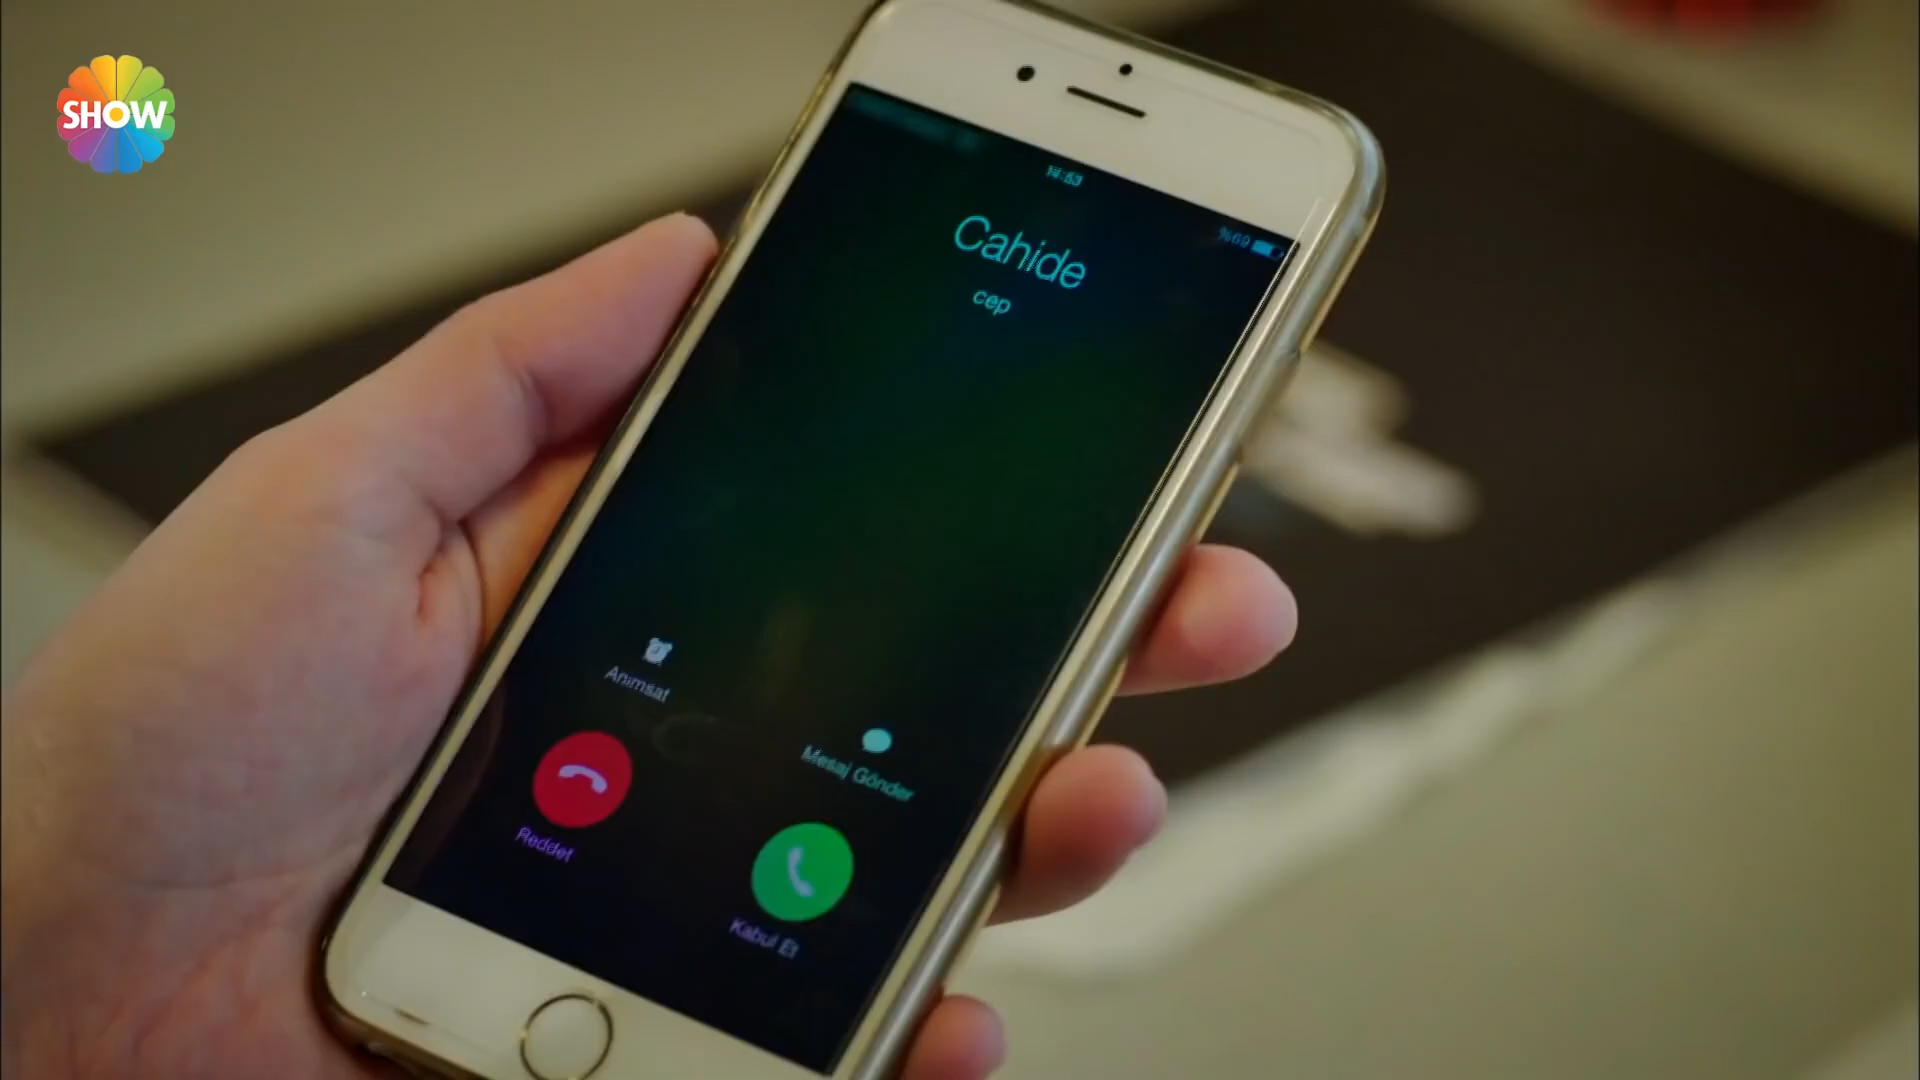 SHOW
14:53
%69
Cahide
cep
Anımsat
Mesaj Gönder
Reddet
Kabul Et